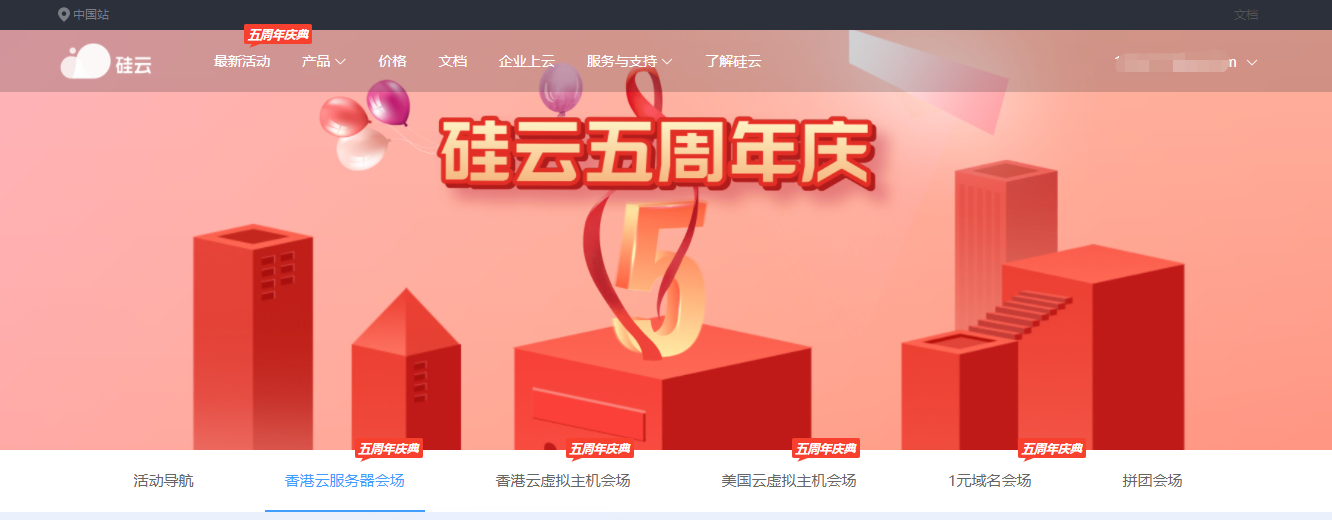 中国站
文档
五周年庆典
硅云
最新活动
产品
价格
文档
企业上云
服务与支持
了解硅云
硅云五周年庆
5
五周年庆典
五周年庆典
五周年庆典
五周年庆典
活动导航
香港云服务器会场
香港云虚拟主机会场
美国云虚拟主机会场
1元域名会场
拼团会场